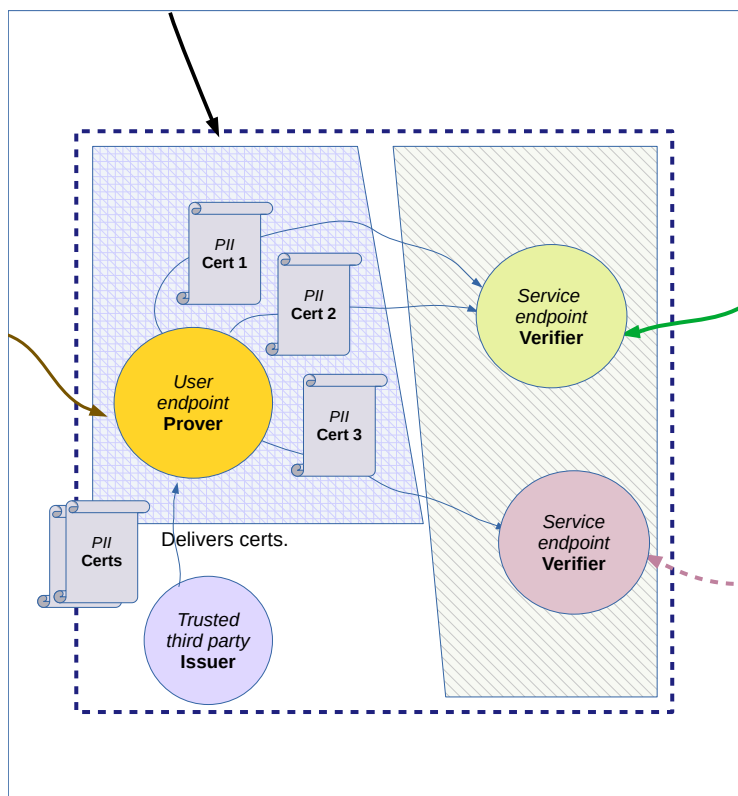 PII
Cert 1
PII
Cert 2
Service
endpoint
Verifier
User
endpoint
Prover
PII
Cert 3
PII
Certs
Delivers certs.
Service
endpoint
Verifier
Trusted
third party
Issuer